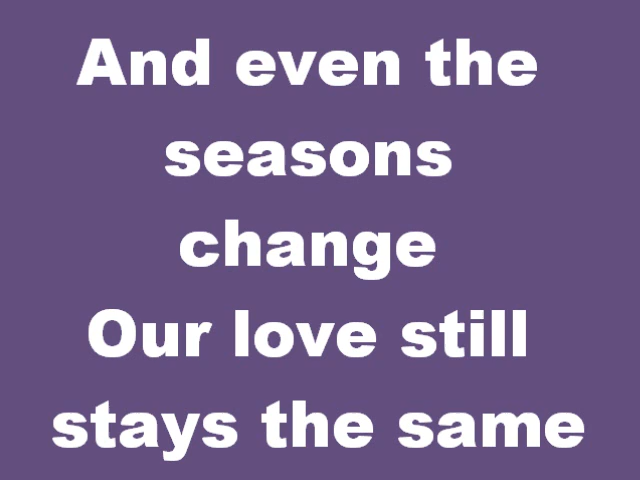 And even the
seasons
change
Our love still
stays the same